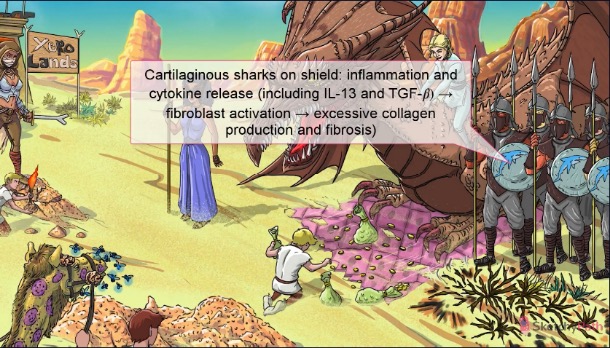 Xero
Lands
Cartilaginous sharks on shield: inflammation and
cytokine release (including IL-13 and TGF-β) →
fibroblast activation → excessive collagen
production and fibrosis)